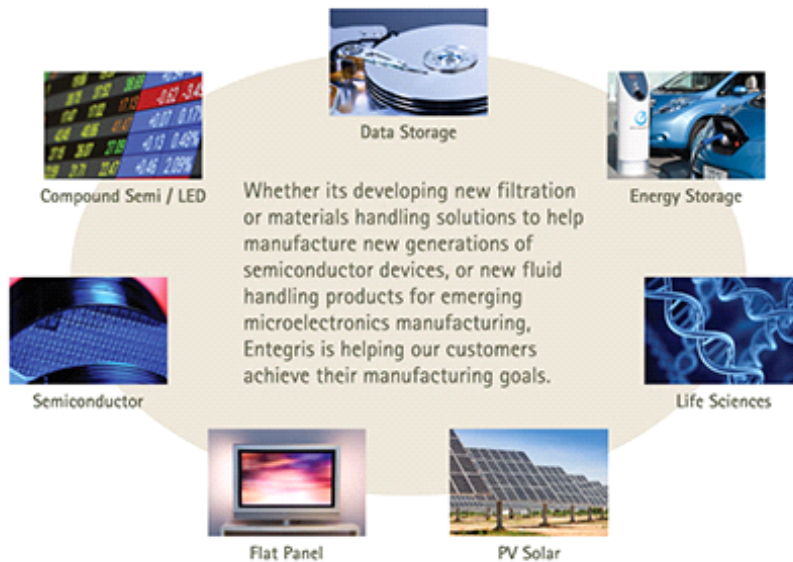 Data Storage
Compound Semi / LED
Energy Storage
Whether its developing new filtration
or materials handling solutions to help
manufacture new generations of
semiconductor devices, or new fluid
handling products for emerging
microelectronics manufacturing,
Entegris is helping our customers
achieve their manufacturing goals.
Semiconductor
Life Sciences
Flat Panel
PV Solar